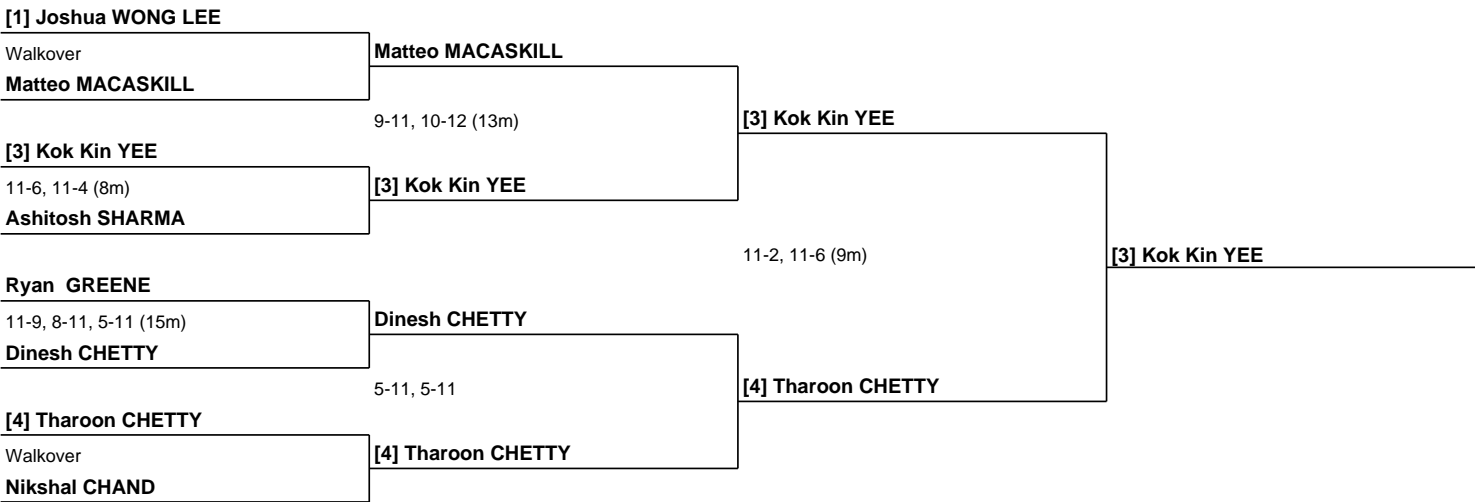 [1] Joshua WONG LEE
Walkover
Matteo MACASKILL
Matteo MACASKILL
9-11, 10-12 (13m)
[3] Kok Kin YEE
[3] Kok Kin YEE
11-6, 11-4 (8m)
[3] Kok Kin YEE
Ashitosh SHARMA
11-2, 11-6 (9m)
[3] Kok Kin YEE
Ryan  GREENE
11-9, 8-11, 5-11 (15m)
Dinesh CHETTY
Dinesh CHETTY
5-11, 5-11
[4] Tharoon CHETTY
[4] Tharoon CHETTY
Walkover
[4] Tharoon CHETTY
Nikshal CHAND